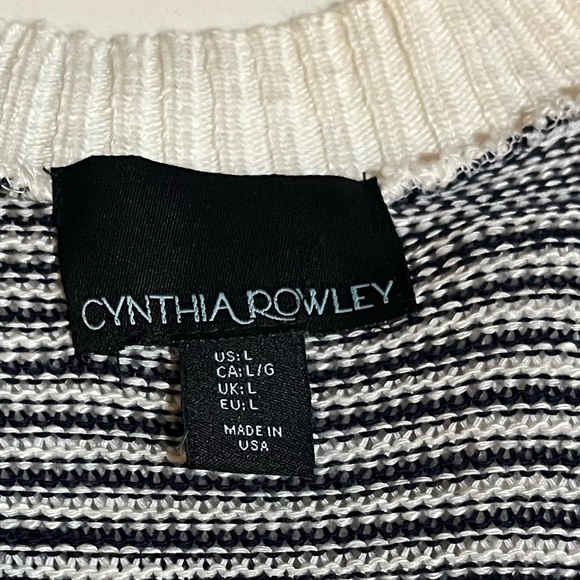 CYNTHIA ROWLEY
US: L
CA: L/G
UK: L
EU: L
MADE IN
USA